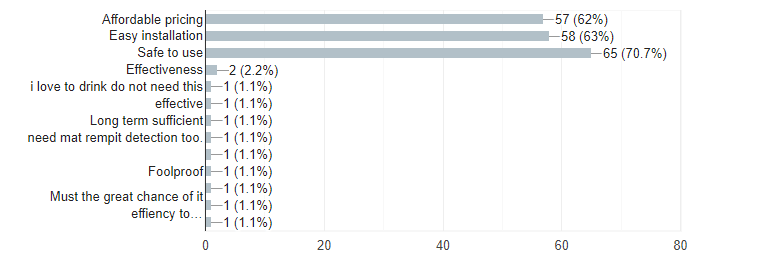 Affordable pricing 57 (62%)
Easy installation 58 (63%)
Safe to use 65 (70.7%)
Effectiveness 2 (2.2%)
i love to drink do not need this 1 (1.1%)
effective 1 (1.1%)
Long term sufficient 1 (1.1%)
need mat rempit detection too. 1 (1.1%)
1 (1.1%)
Foolproof 1 (1.1%)
1 (1.1%)
Must the great chance of it
effiency to... 1 (1.1%)
1 (1.1%)
0 20 40 60 80